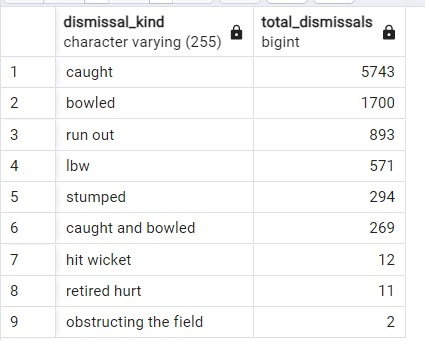 dismissal_kind total_dismissals
character varying (255) bigint
1 caught 5743
2 bowled 1700
3 run out 893
4 lbw 571
5 stumped 294
6 caught and bowled 269
7 hit wicket 12
8 retired hurt 11
9 obstructing the field 2